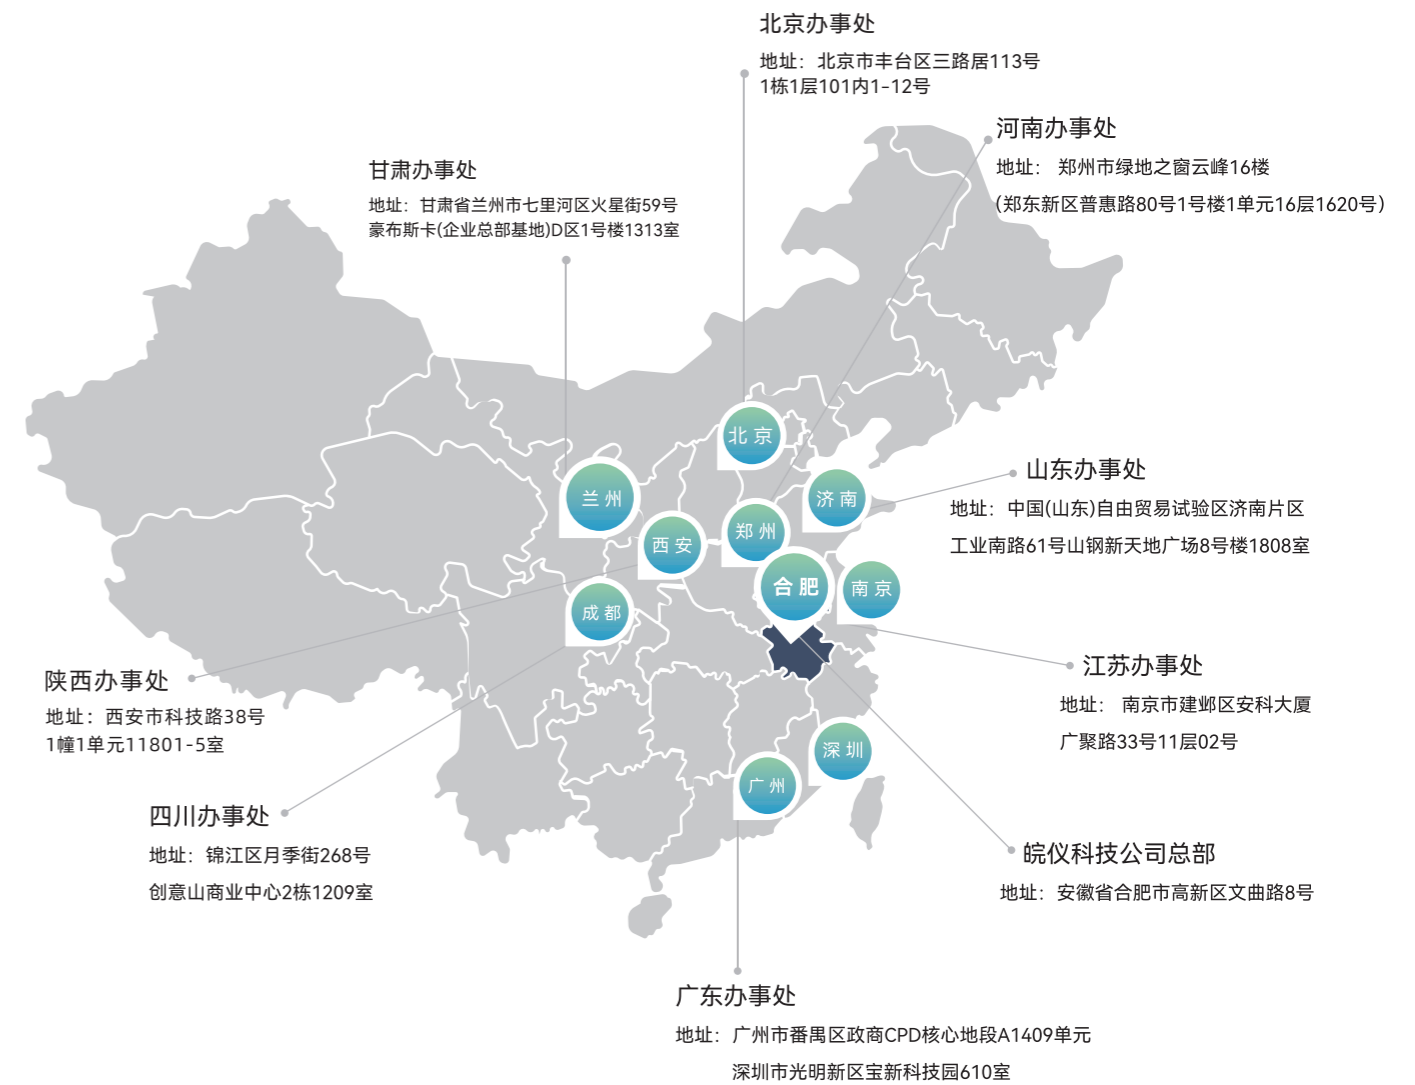 北京办事处
地址：北京市丰台区三路居113号
1栋1层101内1-12号
河南办事处
地址： 郑州市绿地之窗云峰16楼
(郑东新区普惠路80号1号楼1单元16层1620号)
甘肃办事处
地址：甘肃省兰州市七里河区火星街59号
豪布斯卡(企业总部基地)D区1号楼1313室
北京
兰州
济南
郑州
西安
合肥
南京
成都
深圳
广州
山东办事处
地址：中国(山东)自由贸易试验区济南片区
工业南路61号山钢新天地广场8号楼1808室
陕西办事处
地址：西安市科技路38号
1幢1单元11801-5室
江苏办事处
地址： 南京市建邺区安科大厦
广聚路33号11层02号
四川办事处
地址：锦江区月季街268号
创意山商业中心2栋1209室
皖仪科技公司总部
地址：安徽省合肥市高新区文曲路8号
广东办事处
地址：广州市番禺区政商CPD核心地段A1409单元
深圳市光明新区宝新科技园610室